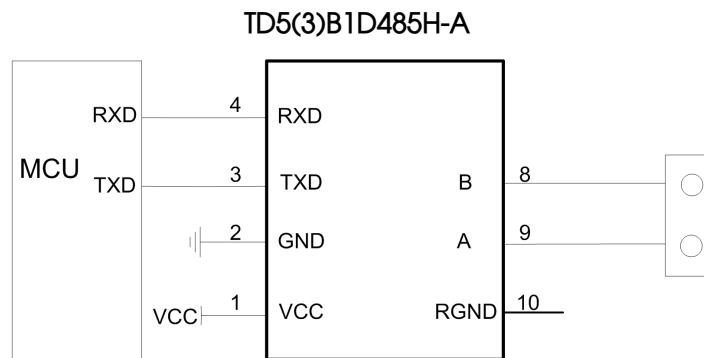 TD5(3)B1D485H-A
RXD 4 RXD
MCU
TXD 3 TXD B 8
2 GND A 9
VCC 1 VCC RGND 10